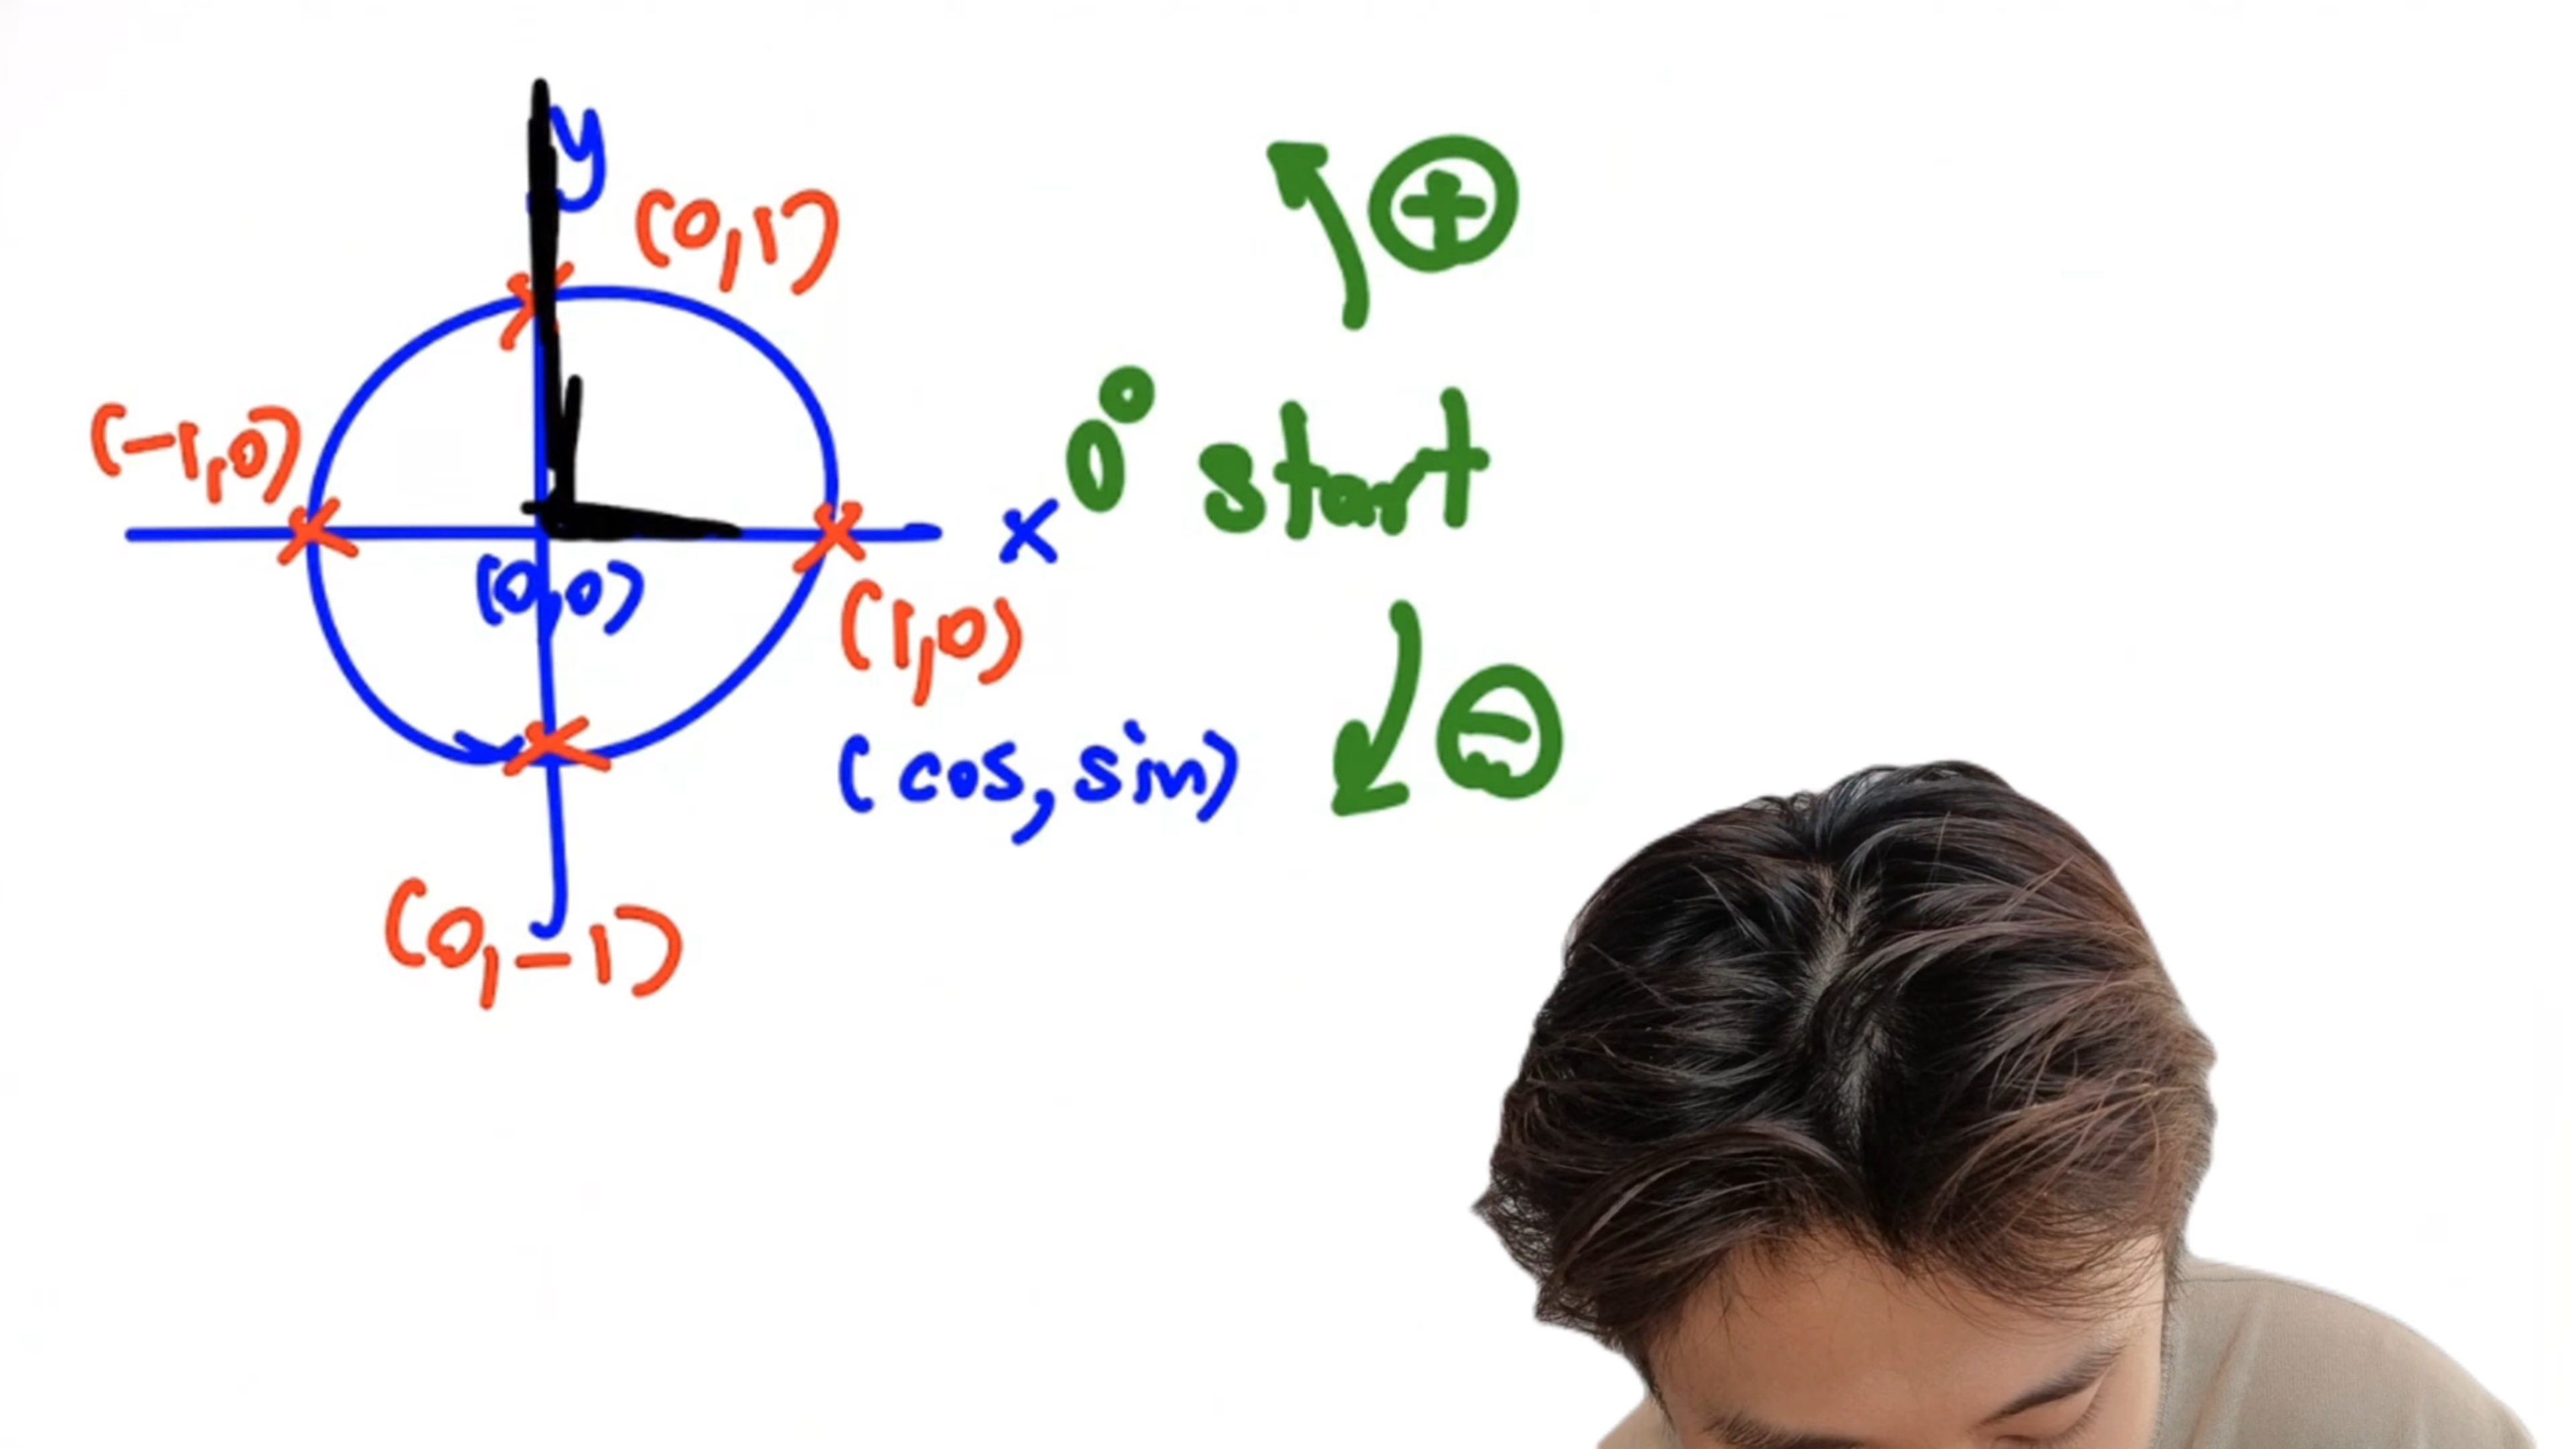 y
(0,1)
(-1,0)
0° start
x
(0,0)
(1,0)
(cos, sin)
(0,-1)
+
-